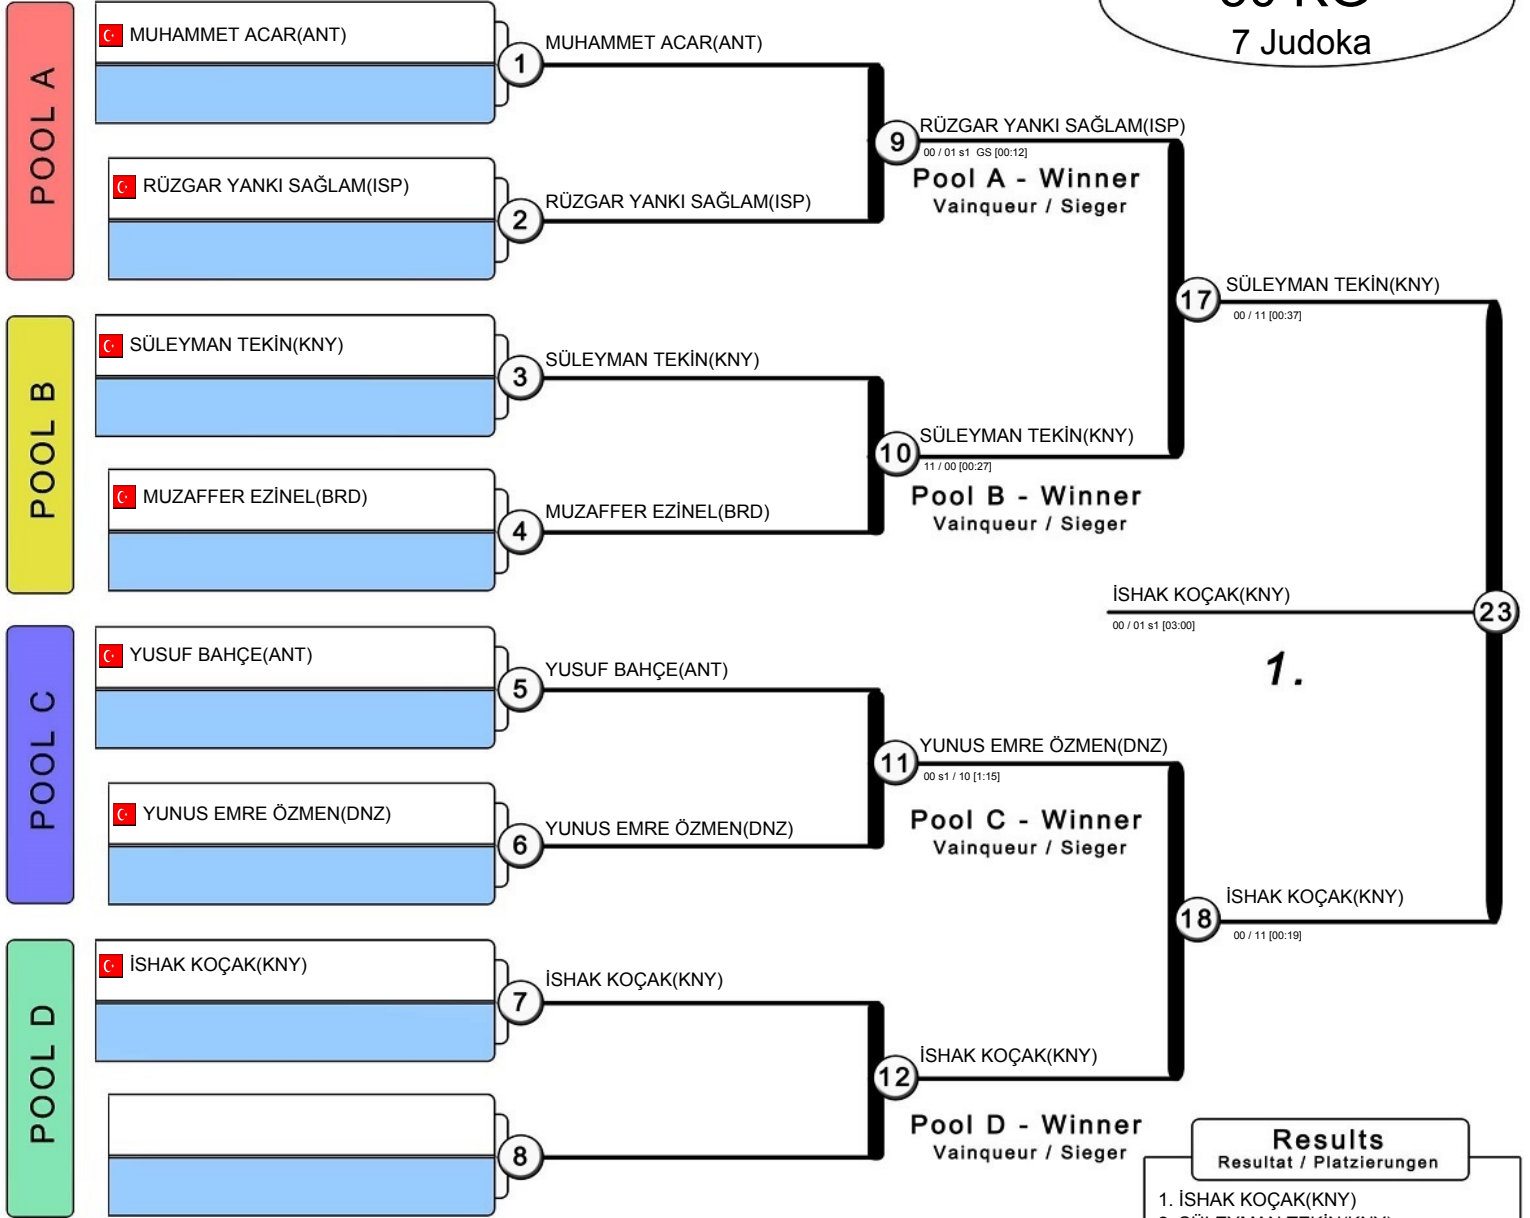 7 Judoka
POOL A
MUHAMMET ACAR(ANT)
1
MUHAMMET ACAR(ANT)
RÜZGAR YANKI SAĞLAM(ISP)
2
RÜZGAR YANKI SAĞLAM(ISP)
9
RÜZGAR YANKI SAĞLAM(ISP)
00 / 01 s1 GS [00:12]
Pool A - Winner
Vainqueur / Sieger
POOL B
SÜLEYMAN TEKİN(KNY)
3
SÜLEYMAN TEKİN(KNY)
MUZAFFER EZİNEL(BRD)
4
MUZAFFER EZİNEL(BRD)
10
SÜLEYMAN TEKİN(KNY)
11 / 00 [00:27]
Pool B - Winner
Vainqueur / Sieger
17
SÜLEYMAN TEKİN(KNY)
00 / 11 [00:37]
İSHAK KOÇAK(KNY)
23
00 / 01 s1 [03:00]
1.
POOL C
YUSUF BAHÇE(ANT)
5
YUSUF BAHÇE(ANT)
YUNUS EMRE ÖZMEN(DNZ)
6
YUNUS EMRE ÖZMEN(DNZ)
11
YUNUS EMRE ÖZMEN(DNZ)
00 s1 / 10 [1:15]
Pool C - Winner
Vainqueur / Sieger
18
İSHAK KOÇAK(KNY)
00 / 11 [00:19]
POOL D
İSHAK KOÇAK(KNY)
7
İSHAK KOÇAK(KNY)
8
12
İSHAK KOÇAK(KNY)
Pool D - Winner
Vainqueur / Sieger
Results
Resultat / Platzierungen
1. İSHAK KOÇAK(KNY)
2. SÜLEYMAN TEKİN(KNY)